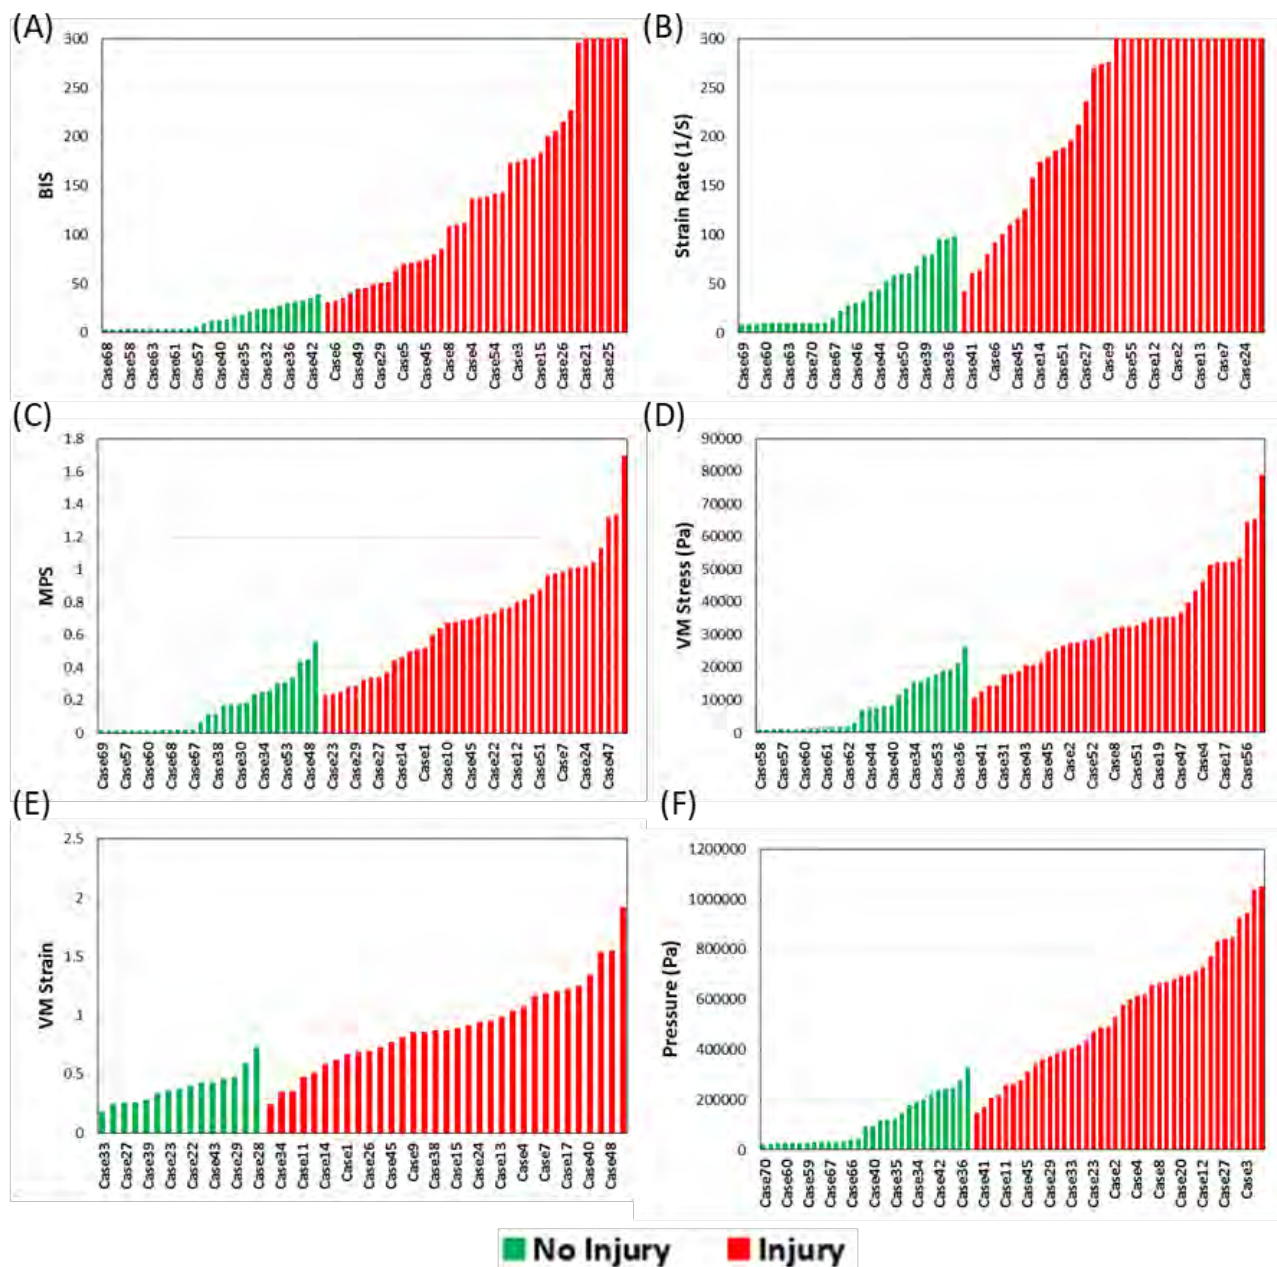 (A)
300
250
200
150
100
50
0
BIS
Case68
Case58
Case63
Case61
Case57
Case40
Case35
Case32
Case36
Case42
Case6
Case49
Case29
Case5
Case45
Case8
Case4
Case54
Case3
Case15
Case26
Case21
Case25
(B)
300
250
200
150
100
50
0
Strain Rate (1/S)
Case69
Case60
Case63
Case70
Case67
Case46
Case44
Case50
Case39
Case36
Case41
Case6
Case45
Case14
Case51
Case27
Case9
Case55
Case12
Case2
Case13
Case7
Case24
(C)
1.8
1.6
1.4
1.2
1
0.8
0.6
0.4
0.2
0
MPS
Case69
Case57
Case60
Case68
Case67
Case38
Case30
Case34
Case53
Case48
Case23
Case29
Case27
Case14
Case1
Case10
Case45
Case22
Case12
Case51
Case7
Case24
Case47
(D)
90000
80000
70000
60000
50000
40000
30000
20000
10000
0
VM Stress (Pa)
Case58
Case57
Case60
Case61
Case62
Case44
Case40
Case34
Case53
Case36
Case41
Case31
Case43
Case45
Case2
Case52
Case8
Case51
Case19
Case47
Case4
Case17
Case56
(E)
2.5
2
1.5
1
0.5
0
VM Strain
Case33
Case27
Case39
Case23
Case22
Case43
Case29
Case28
Case34
Case11
Case14
Case1
Case26
Case45
Case9
Case38
Case15
Case24
Case13
Case4
Case7
Case17
Case40
Case48
(F)
1200000
1000000
800000
600000
400000
200000
0
Pressure (Pa)
Case70
Case60
Case59
Case67
Case66
Case40
Case35
Case34
Case42
Case36
Case41
Case11
Case45
Case29
Case33
Case23
Case2
Case4
Case8
Case20
Case12
Case27
Case3
No Injury
Injury